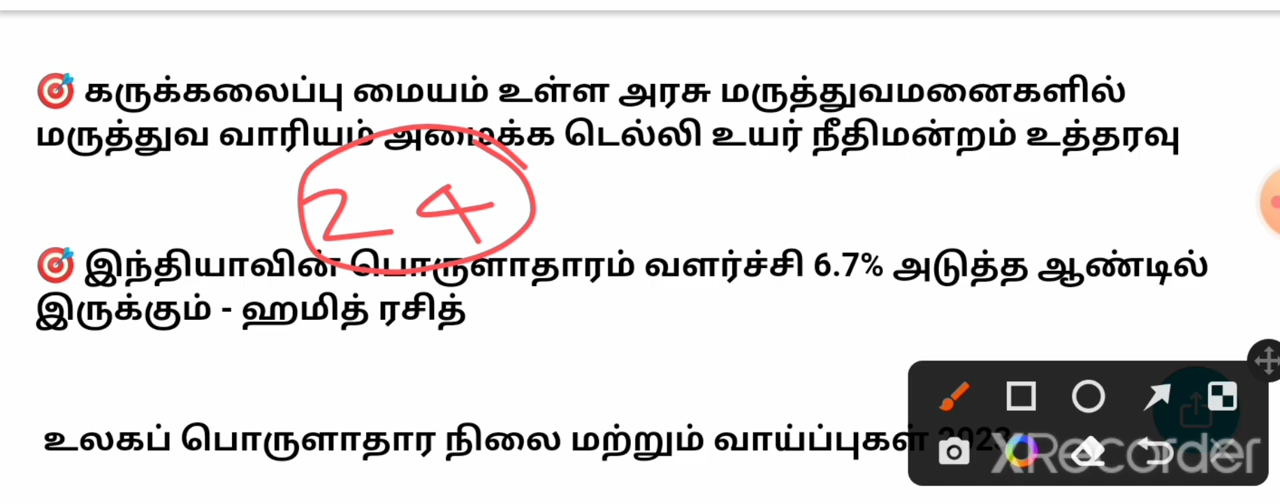 🎯 கருக்கலைப்பு மையம் உள்ள அரசு மருத்துவமனைகளில்
மருத்துவ வாரியம் அமைக்க டெல்லி உயர் நீதிமன்றம் உத்தரவு
24
🎯 இந்தியாவின் பொருளாதாரம் வளர்ச்சி 6.7% அடுத்த ஆண்டில்
இருக்கும் - ஹமித் ரசித்
உலகப் பொருளாதார நிலை மற்றும் வாய்ப்புகள்
XRecorder